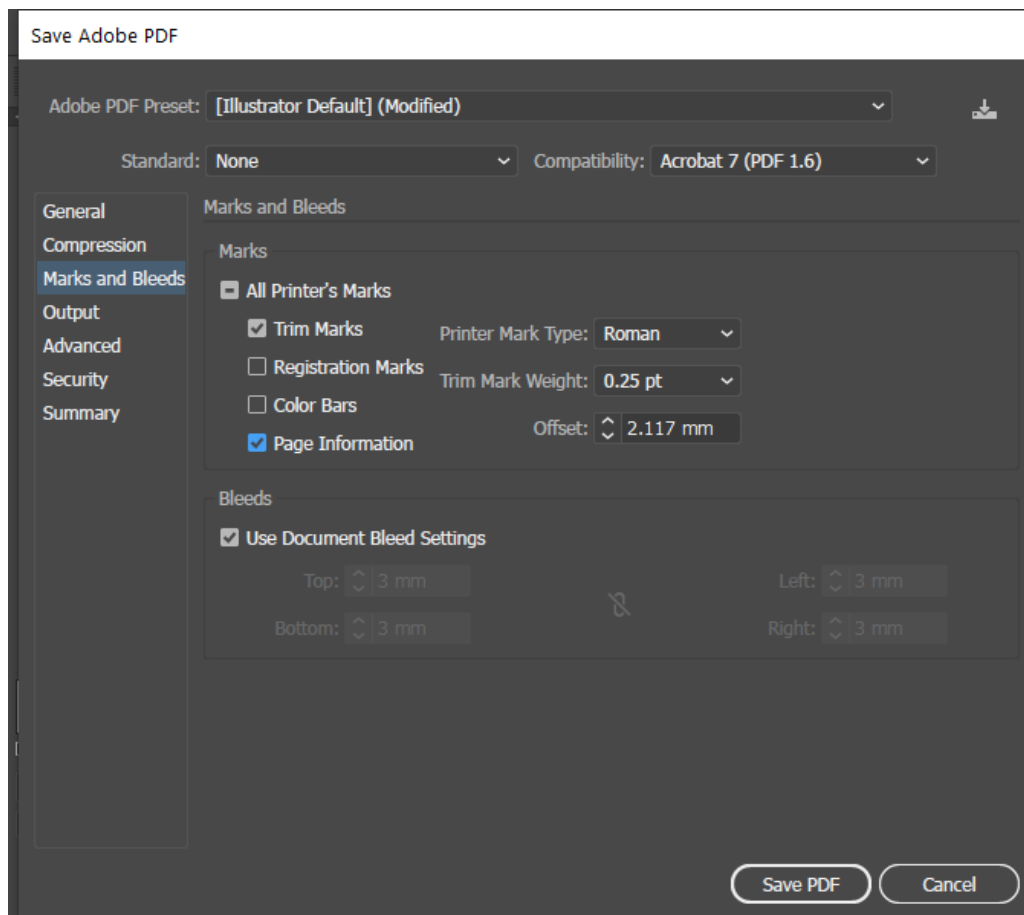 Save Adobe PDF
Adobe PDF Preset: [Illustrator Default] (Modified)
Standard: None Compatibility: Acrobat 7 (PDF 1.6)
General
Compression
Marks and Bleeds
Output
Advanced
Security
Summary
Marks and Bleeds
Marks
All Printer's Marks
Trim Marks
Registration Marks
Color Bars
Page Information
Printer Mark Type: Roman
Trim Mark Weight: 0.25 pt
Offset: 2.117 mm
Bleeds
Use Document Bleed Settings
Top: 3 mm Left: 3 mm
Bottom: 3 mm Right: 3 mm
Save PDF Cancel